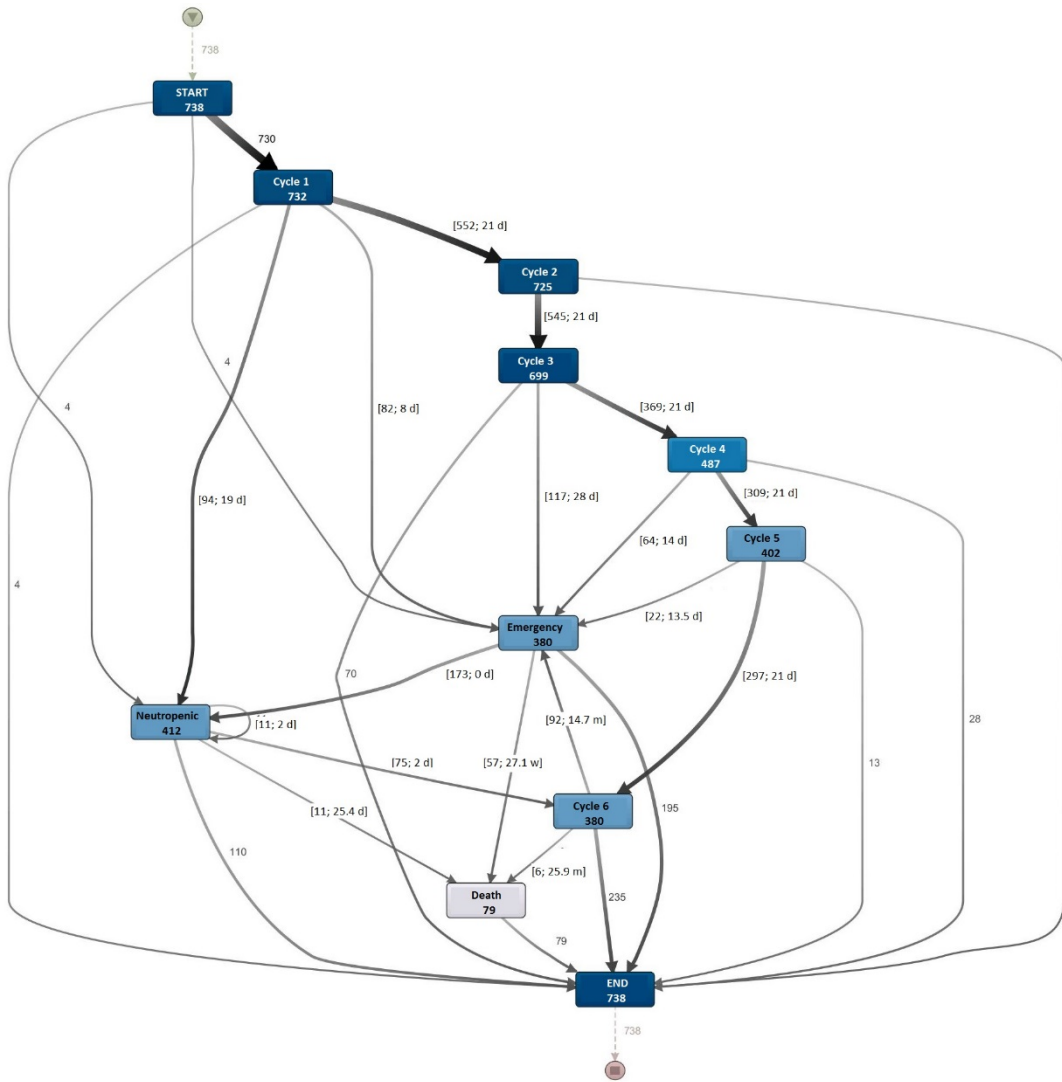 738
START
738
730
Cycle 1
732
[552; 21 d]
Cycle 2
725
[545; 21 d]
Cycle 3
699
4
4
[82; 8 d]
[369; 21 d]
Cycle 4
487
[94; 19 d]
[117; 28 d]
[309; 21 d]
[64; 14 d]
Cycle 5
402
4
[22; 13.5 d]
Emergency
380
[173; 0 d]
70
[297; 21 d]
Neutropenic
412
[11; 2 d]
[92; 14.7 m]
28
[75; 2 d]
[57; 27.1 w]
13
Cycle 6
380
[11; 25.4 d]
195
110
[6; 25.9 m]
Death
79
235
79
END
738
738